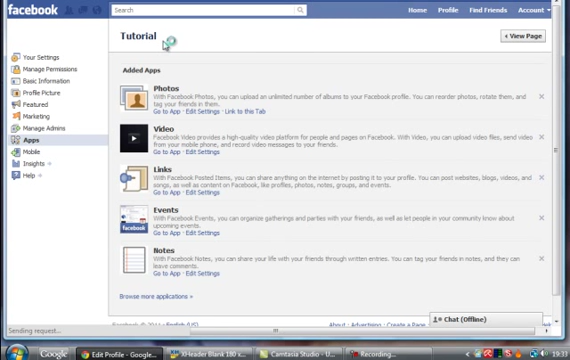 facebook
Search
Home Profile Find Friends Account
Tutorial
View Page
Your Settings
Manage Permissions
Basic Information
Profile Picture
Featured
Marketing
Manage Admins
Apps
Mobile
Insights
Help
Added Apps
Photos
With Facebook Photos, you can upload an unlimited number of albums to your Facebook profile. You can reorder photos, rotate them, and
tag your friends in them.
Go to App · Edit Settings · Link to this Tab
Video
Facebook Video provides a high-quality video platform for people and pages on Facebook. With Video, you can upload video files, send video
from your mobile phone, and record video messages to your friends.
Go to App · Edit Settings
Links
With Facebook Posted Items, you can share anything on the internet by posting it to your profile. You can post websites, blogs, videos, and
songs, as well as content on Facebook, like profiles, photos, notes, groups, and events.
Go to App · Edit Settings
Events
facebook
With Facebook Events, you can organize gatherings and parties with your friends, as well as let people in your community know about
upcoming events.
Go to App · Edit Settings
Notes
With Facebook Notes, you can share your life with your friends through written entries. You can tag your friends in notes, and they can
leave comments.
Go to App · Edit Settings
Browse more applications »
Facebook © English (US)
About · Advertising · Create a Page
Chat (Offline)
Sending request...
Google
Edit Profile - Google...
XHeader Blank 180 x...
Camtasia Studio - U...
Recording...
19:33